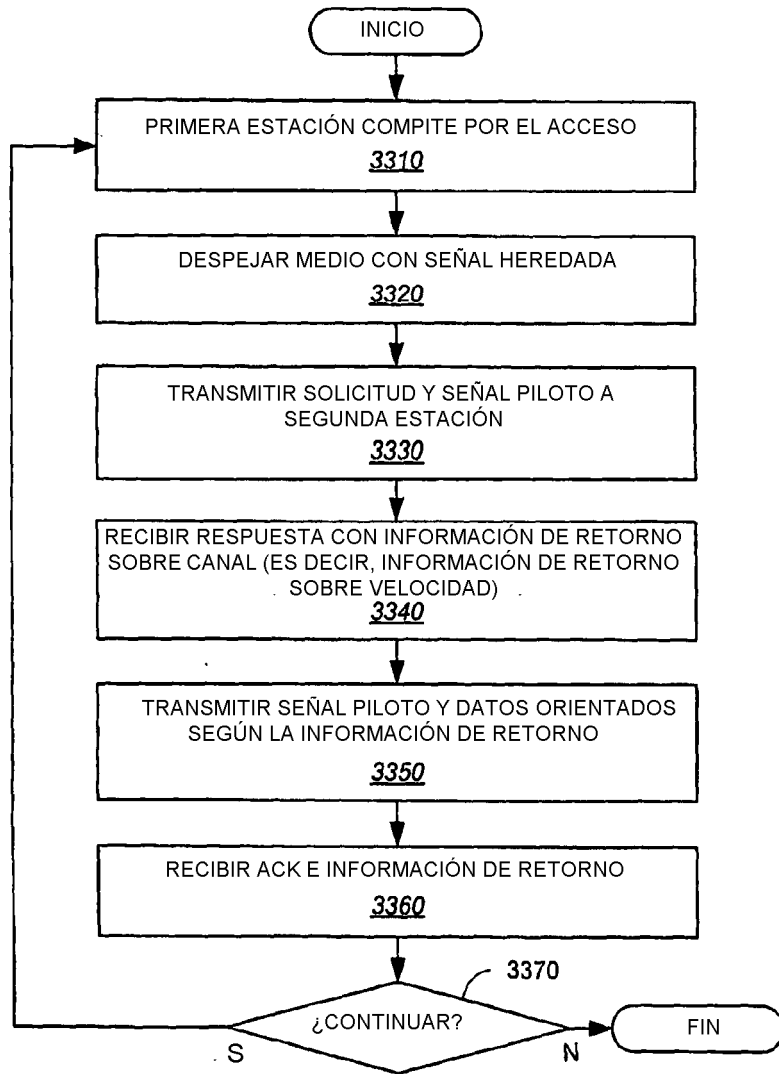 INICIO
PRIMERA ESTACIÓN COMPITE POR EL ACCESO
3310
DESPEJAR MEDIO CON SEÑAL HEREDADA
3320
TRANSMITIR SOLICITUD Y SEÑAL PILOTO A
SEGUNDA ESTACIÓN
3330
RECIBIR RESPUESTA CON INFORMACIÓN DE RETORNO
SOBRE CANAL (ES DECIR, INFORMACIÓN DE RETORNO
SOBRE VELOCIDAD)
3340
TRANSMITIR SEÑAL PILOTO Y DATOS ORIENTADOS
SEGÚN LA INFORMACIÓN DE RETORNO
3350
RECIBIR ACK E INFORMACIÓN DE RETORNO
3360
3370
¿CONTINUAR?
FIN
S
N